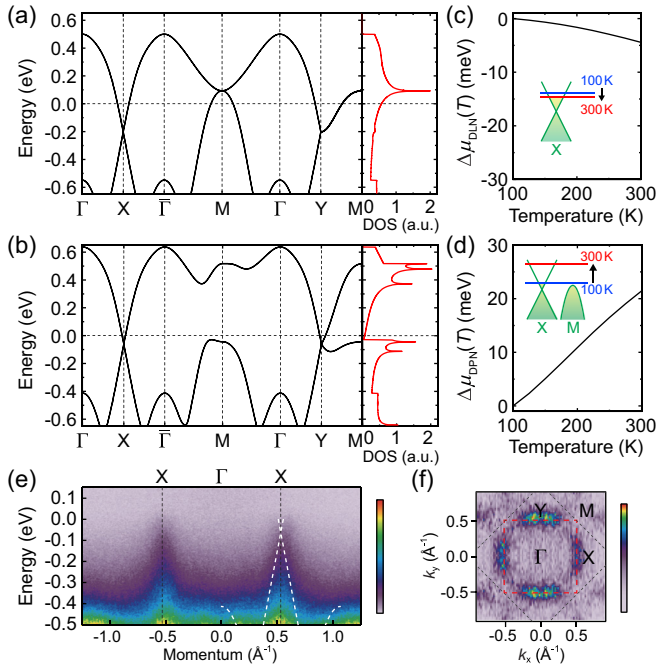 (a)
Energy (eV)
0.6
0.4
0.2
0.0
-0.2
-0.4
-0.6
Γ X Γ̅ M Γ Y M
0 1 2
DOS (a.u.)
(c)
Δμ_DLN(T) (meV)
0
-10
-20
-30
100K
300K
X
100 200 300
Temperature (K)
(b)
Energy (eV)
0.6
0.4
0.2
0.0
-0.2
-0.4
-0.6
Γ X Γ̅ M Γ Y M
0 1 2
DOS (a.u.)
(d)
Δμ_DPN(T) (meV)
30
20
10
0
300K
100K
X M
100 200 300
Temperature (K)
(e)
X Γ X
Energy (eV)
0.1
0.0
-0.1
-0.2
-0.3
-0.4
-0.5
-1.0 -0.5 0.0 0.5 1.0
Momentum (Å⁻¹)
(f)
k_y (Å⁻¹)
0.5
0.0
-0.5
Y M
Γ X
-0.5 0.0 0.5
k_x (Å⁻¹)